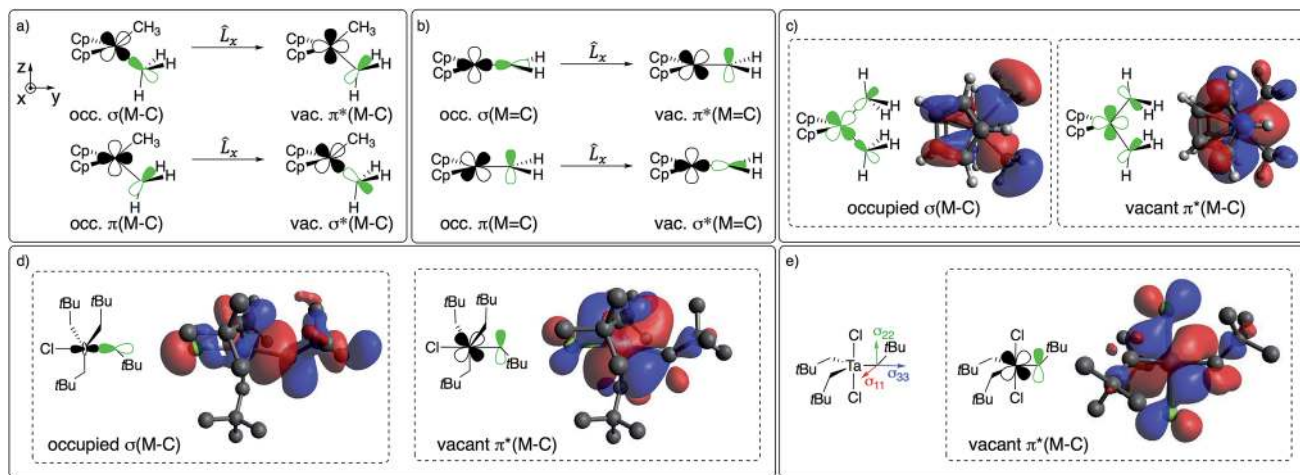 a)
CH3
Cp
Cp
H
H
H
L̂x
CH3
Cp
Cp
H
H
H
z
x
y
occ. σ(M-C)
vac. π*(M-C)
CH3
Cp
Cp
H
H
H
L̂x
CH3
Cp
Cp
H
H
H
occ. π(M-C)
vac. σ*(M-C)
b)
Cp
Cp
H
H
L̂x
Cp
Cp
H
H
occ. σ(M=C)
vac. π*(M=C)
Cp
Cp
H
H
L̂x
Cp
Cp
H
H
occ. π(M=C)
vac. σ*(M=C)
c)
H
H
H
Cp
Cp
H
H
H
occupied σ(M-C)
H
H
H
Cp
Cp
H
H
H
vacant π*(M-C)
d)
tBu
tBu
Cl
tBu
tBu
occupied σ(M-C)
tBu
tBu
Cl
tBu
tBu
vacant π*(M-C)
e)
Cl
σ22
tBu
Ta
σ33
σ11
tBu
Cl
tBu
Cl
tBu
tBu
Cl
tBu
vacant π*(M-C)